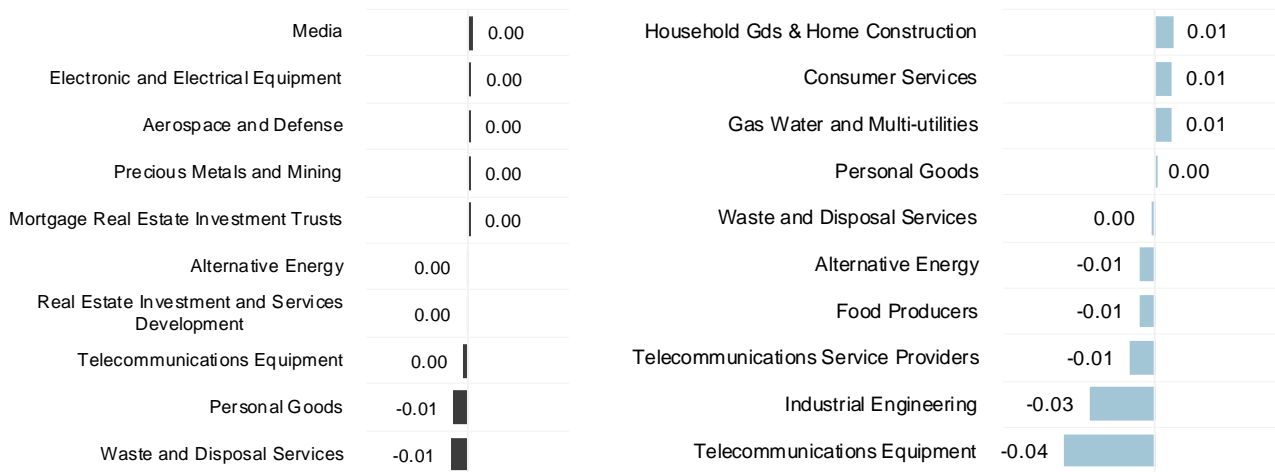 Media 0.00
Electronic and Electrical Equipment 0.00
Aerospace and Defense 0.00
Precious Metals and Mining 0.00
Mortgage Real Estate Investment Trusts 0.00
Alternative Energy 0.00
Real Estate Investment and Services
Development 0.00
Telecommunications Equipment 0.00
Personal Goods -0.01
Waste and Disposal Services -0.01
Household Gds & Home Construction 0.01
Consumer Services 0.01
Gas Water and Multi-utilities 0.01
Personal Goods 0.00
Waste and Disposal Services 0.00
Alternative Energy -0.01
Food Producers -0.01
Telecommunications Service Providers -0.01
Industrial Engineering -0.03
Telecommunications Equipment -0.04